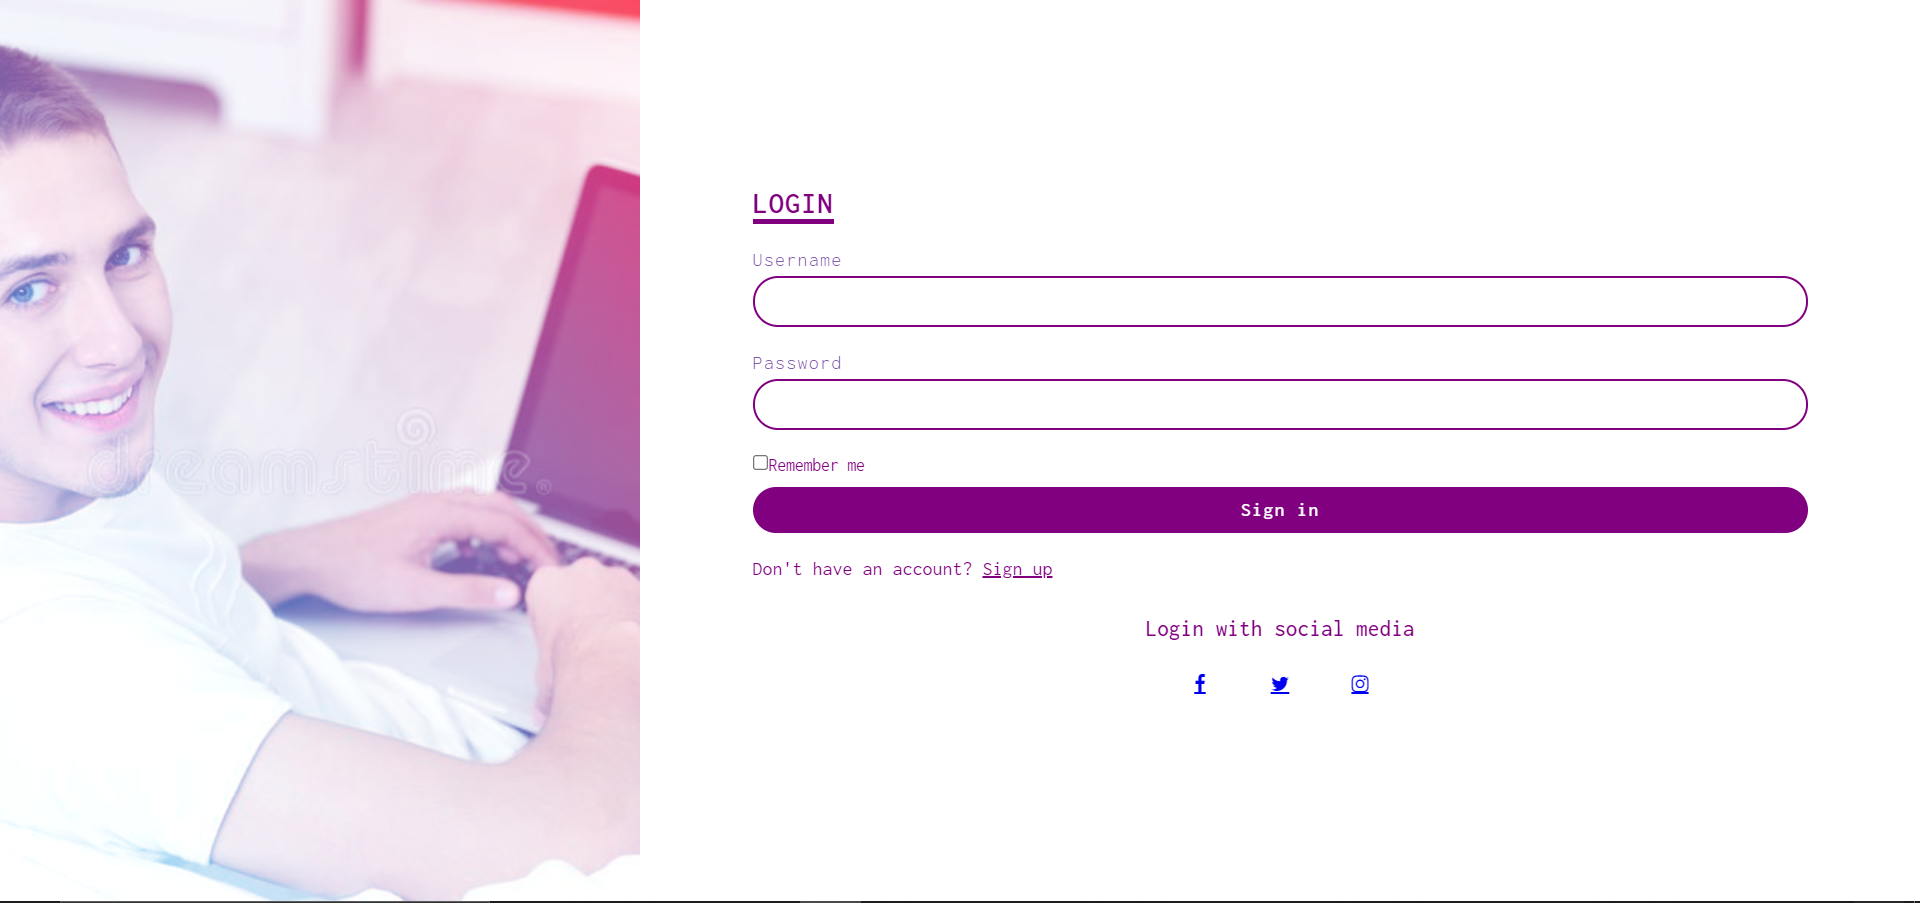 LOGIN
Username
Password
Remember me
Sign in
Don't have an account? Sign up
Login with social media
dreamstime®